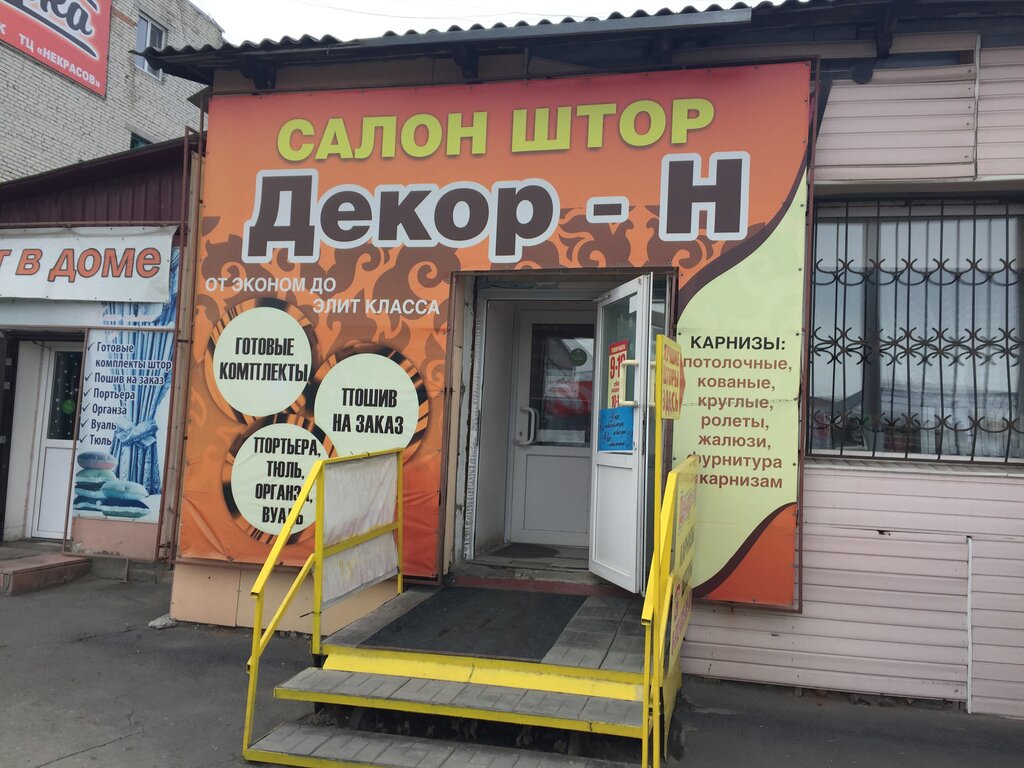 ТЦ «НЕКРАСОВ»
Т В ДОМЕ
✓ Готовые
комплекты штор
✓ Пошив на заказ
✓ Портьера
✓ Органза
✓ Вуаль
✓ Тюль
САЛОН ШТОР
Декор - Н
ОТ ЭКОНОМ ДО
ЭЛИТ КЛАССА
ГОТОВЫЕ
КОМПЛЕКТЫ
ПОШИВ
НА ЗАКАЗ
ПОРТЬЕРА,
ТЮЛЬ,
ОРГАНЗА,
ВУАЛЬ
КАРНИЗЫ:
потолочные,
кованые,
круглые,
ролеты,
жалюзи,
фурнитура
карнизам